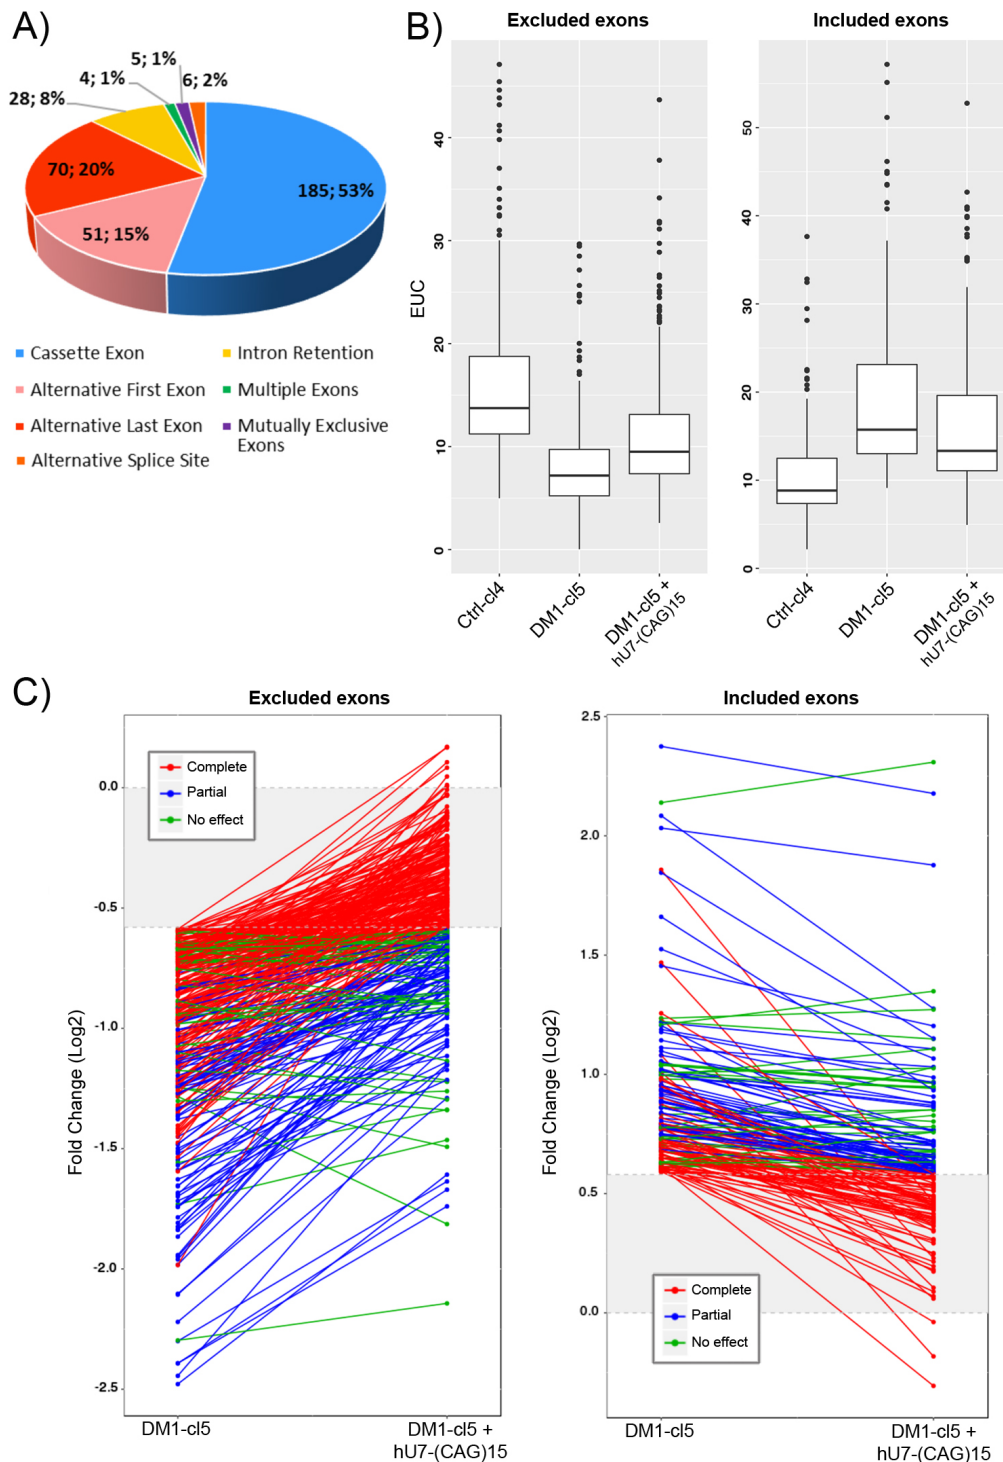 A)
5; 1%
4; 1%
6; 2%
28; 8%
70; 20%
185; 53%
51; 15%
Cassette Exon
Intron Retention
Alternative First Exon
Multiple Exons
Alternative Last Exon
Mutually Exclusive
Exons
Alternative Splice Site
B)
Excluded exons
EUC
40
30
20
10
0
Ctrl-cl4
DM1-cl5
DM1-cl5 +
hU7-(CAG)15
Included exons
50
40
30
20
10
0
Ctrl-cl4
DM1-cl5
DM1-cl5 +
hU7-(CAG)15
C)
Excluded exons
Fold Change (Log2)
0.0
-0.5
-1.0
-1.5
-2.0
-2.5
Complete
Partial
No effect
DM1-cl5
DM1-cl5 +
hU7-(CAG)15
Included exons
Fold Change (Log2)
2.5
2.0
1.5
1.0
0.5
0.0
Complete
Partial
No effect
DM1-cl5
DM1-cl5 +
hU7-(CAG)15